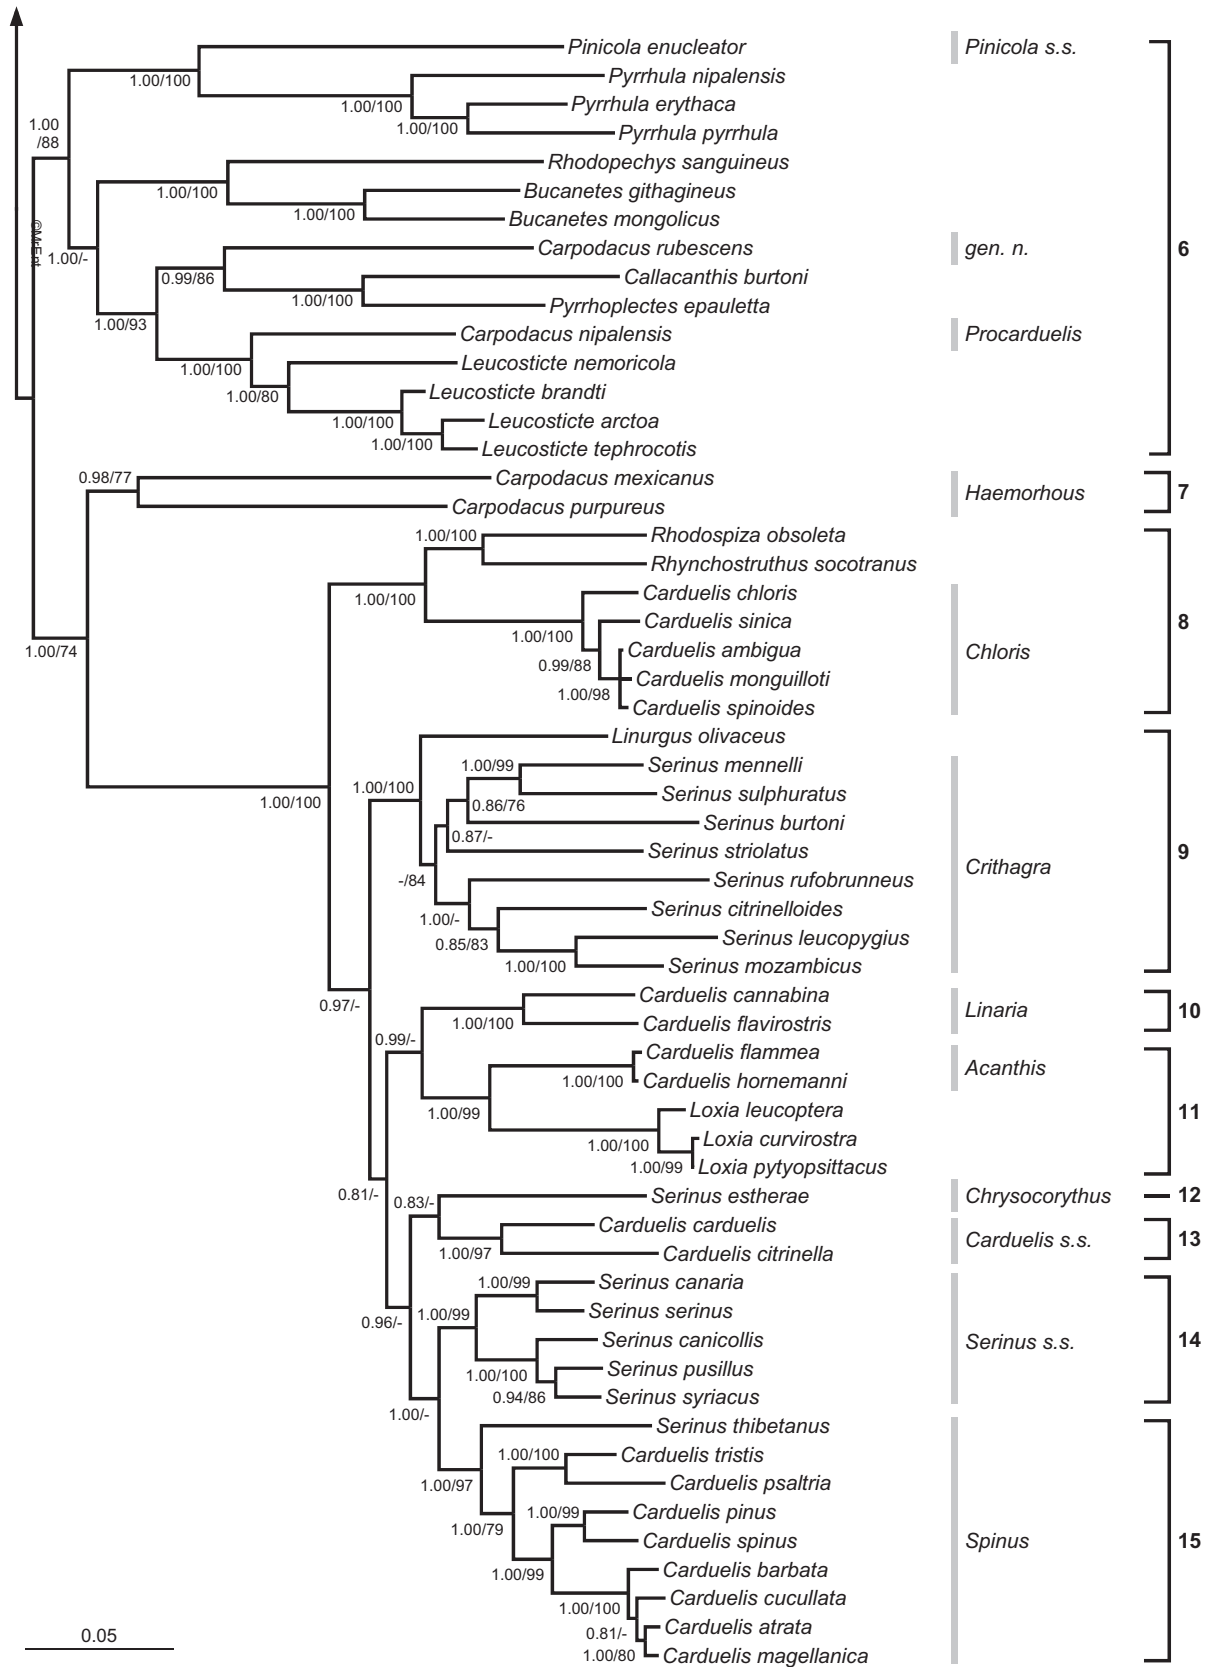 Pinicola enucleator Pinicola s.s.
1.00/100
Pyrrhula nipalensis
1.00/100
Pyrrhula erythaca
1.00/100
Pyrrhula pyrrhula
1.00
/88
Rhodopechys sanguineus
1.00/100
Bucanetes githagineus
1.00/100
Bucanetes mongolicus
©MrEnt
1.00/-
Carpodacus rubescens gen. n. 6
0.99/86
Callacanthis burtoni
1.00/100
Pyrrhoplectes epauletta
1.00/93
Carpodacus nipalensis Procarduelis
1.00/100
Leucosticte nemoricola
1.00/80
Leucosticte brandti
1.00/100
Leucosticte arctoa
1.00/100
Leucosticte tephrocotis
0.98/77
Carpodacus mexicanus
Haemorhous 7
Carpodacus purpureus
1.00/100
Rhodospiza obsoleta
Rhynchostruthus socotranus
1.00/100
Carduelis chloris
Carduelis sinica 8
1.00/100
Carduelis ambigua
Chloris
1.00/74
0.99/88
Carduelis monguilloti
1.00/98
Carduelis spinoides
Linurgus olivaceus
1.00/99
Serinus mennelli
1.00/100
Serinus sulphuratus
1.00/100
0.86/76
Serinus burtoni
0.87/-
Serinus striolatus 9
Crithagra
-/84
Serinus rufobrunneus
Serinus citrinelloides
1.00/-
Serinus leucopygius
0.85/83
1.00/100
Serinus mozambicus
Carduelis cannabina
0.97/-
Linaria 10
1.00/100
Carduelis flavirostris
0.99/-
Carduelis flammea
Acanthis
1.00/100
Carduelis hornemanni
1.00/99
Loxia leucoptera 11
Loxia curvirostra
1.00/100
1.00/99
Loxia pytyopsittacus
0.81/-
0.83/-
Serinus estherae Chrysocorythus 12
Carduelis carduelis
Carduelis s.s. 13
1.00/97
Carduelis citrinella
1.00/99
Serinus canaria
Serinus serinus
1.00/99
0.96/-
Serinus canicollis Serinus s.s. 14
Serinus pusillus
1.00/100
0.94/86
Serinus syriacus
1.00/-
Serinus thibetanus
1.00/100
Carduelis tristis
1.00/97
Carduelis psaltria
1.00/99
Carduelis pinus
1.00/79
Carduelis spinus Spinus 15
1.00/99
Carduelis barbata
Carduelis cucullata
1.00/100
Carduelis atrata
0.81/-
0.05
1.00/80
Carduelis magellanica